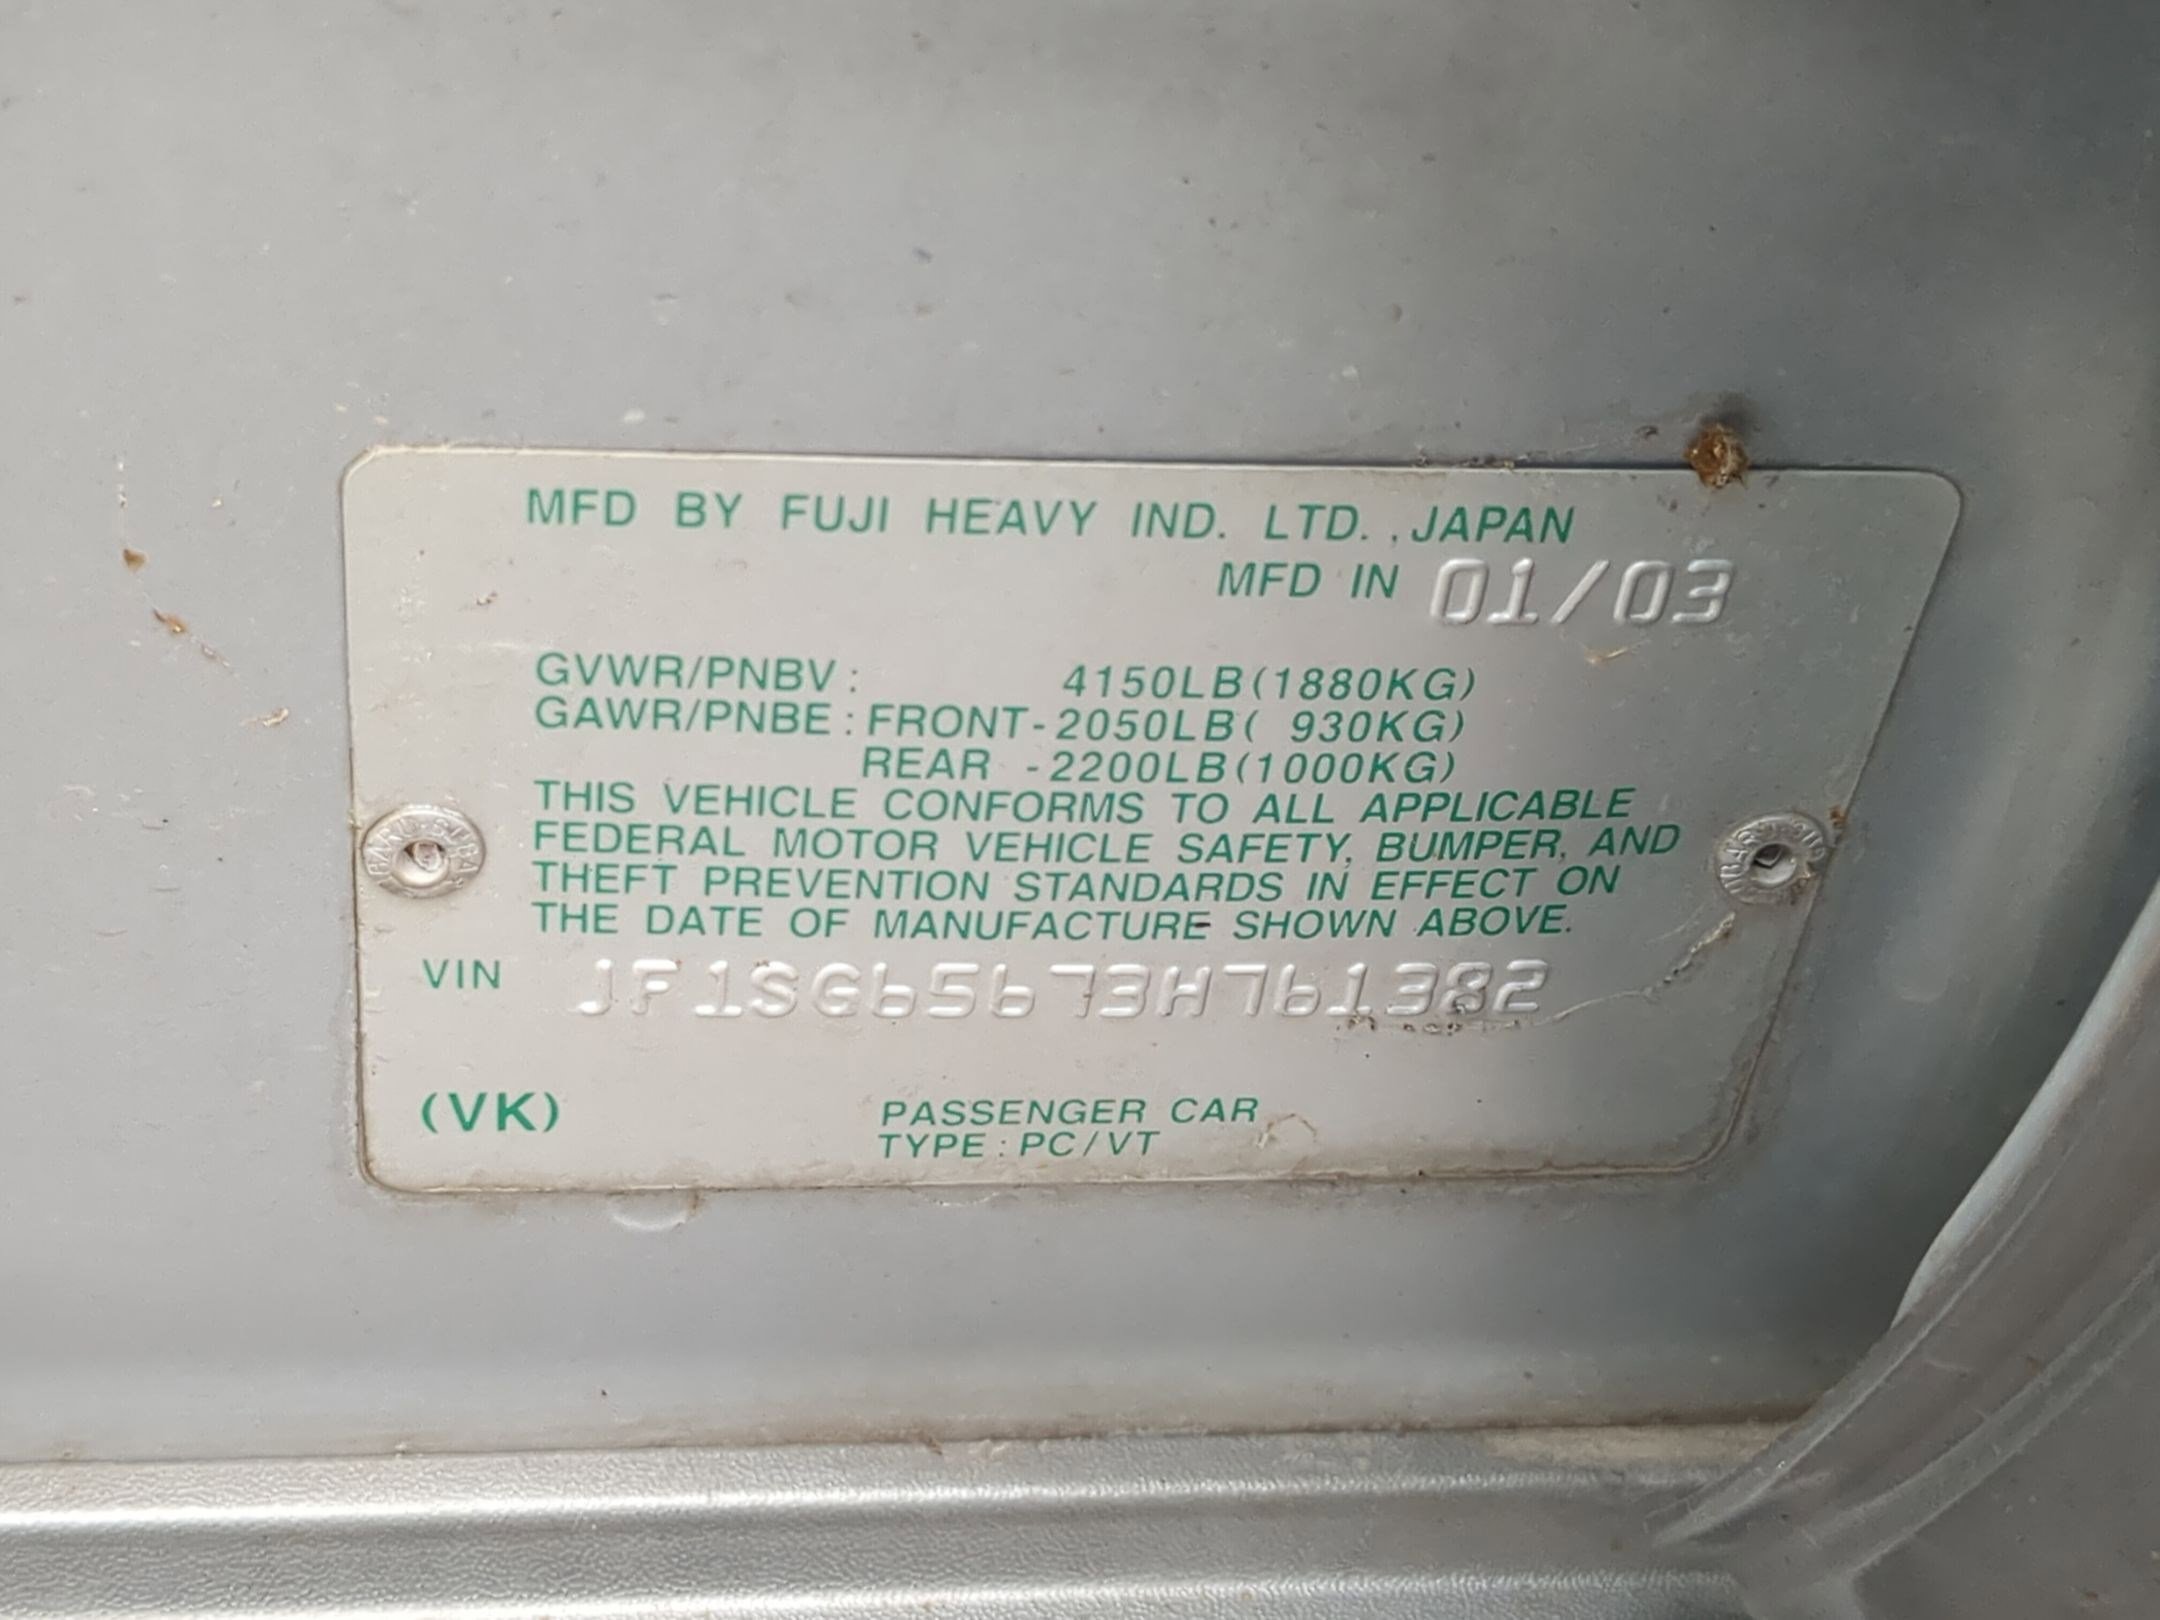 MFD BY FUJI HEAVY IND. LTD., JAPAN
MFD IN 01/03
GVWR/PNBV: 4150LB(1880KG)
GAWR/PNBE: FRONT-2050LB( 930KG)
REAR -2200LB(1000KG)
THIS VEHICLE CONFORMS TO ALL APPLICABLE
FEDERAL MOTOR VEHICLE SAFETY, BUMPER, AND
THEFT PREVENTION STANDARDS IN EFFECT ON
THE DATE OF MANUFACTURE SHOWN ABOVE.
VIN JF1SG65673H761382
(VK)
PASSENGER CAR
TYPE: PC/VT